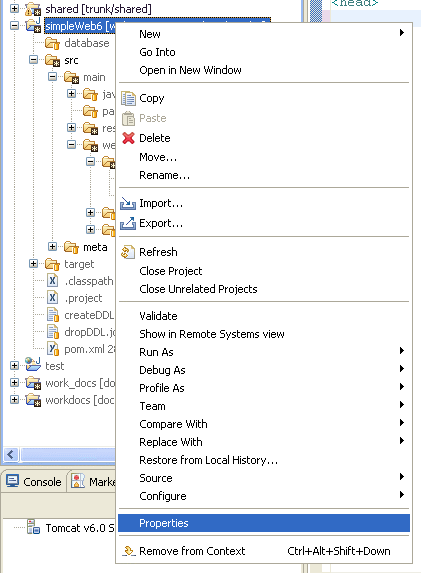 <head>
shared [trunk/shared]
simpleWeb6 [w
database
src
main
jav
pa
res
we
meta
target
.classpath
.project
createDDL
dropDDL.jo
pom.xml 28
test
work_docs [do
workdocs [doc
Console
Marke
Tomcat v6.0 S
New
Go Into
Open in New Window
Copy
Paste
Delete
Move...
Rename...
Import...
Export...
Refresh
Close Project
Close Unrelated Projects
Validate
Show in Remote Systems view
Run As
Debug As
Profile As
Team
Compare With
Replace With
Restore from Local History...
Source
Configure
Properties
Remove from Context Ctrl+Alt+Shift+Down